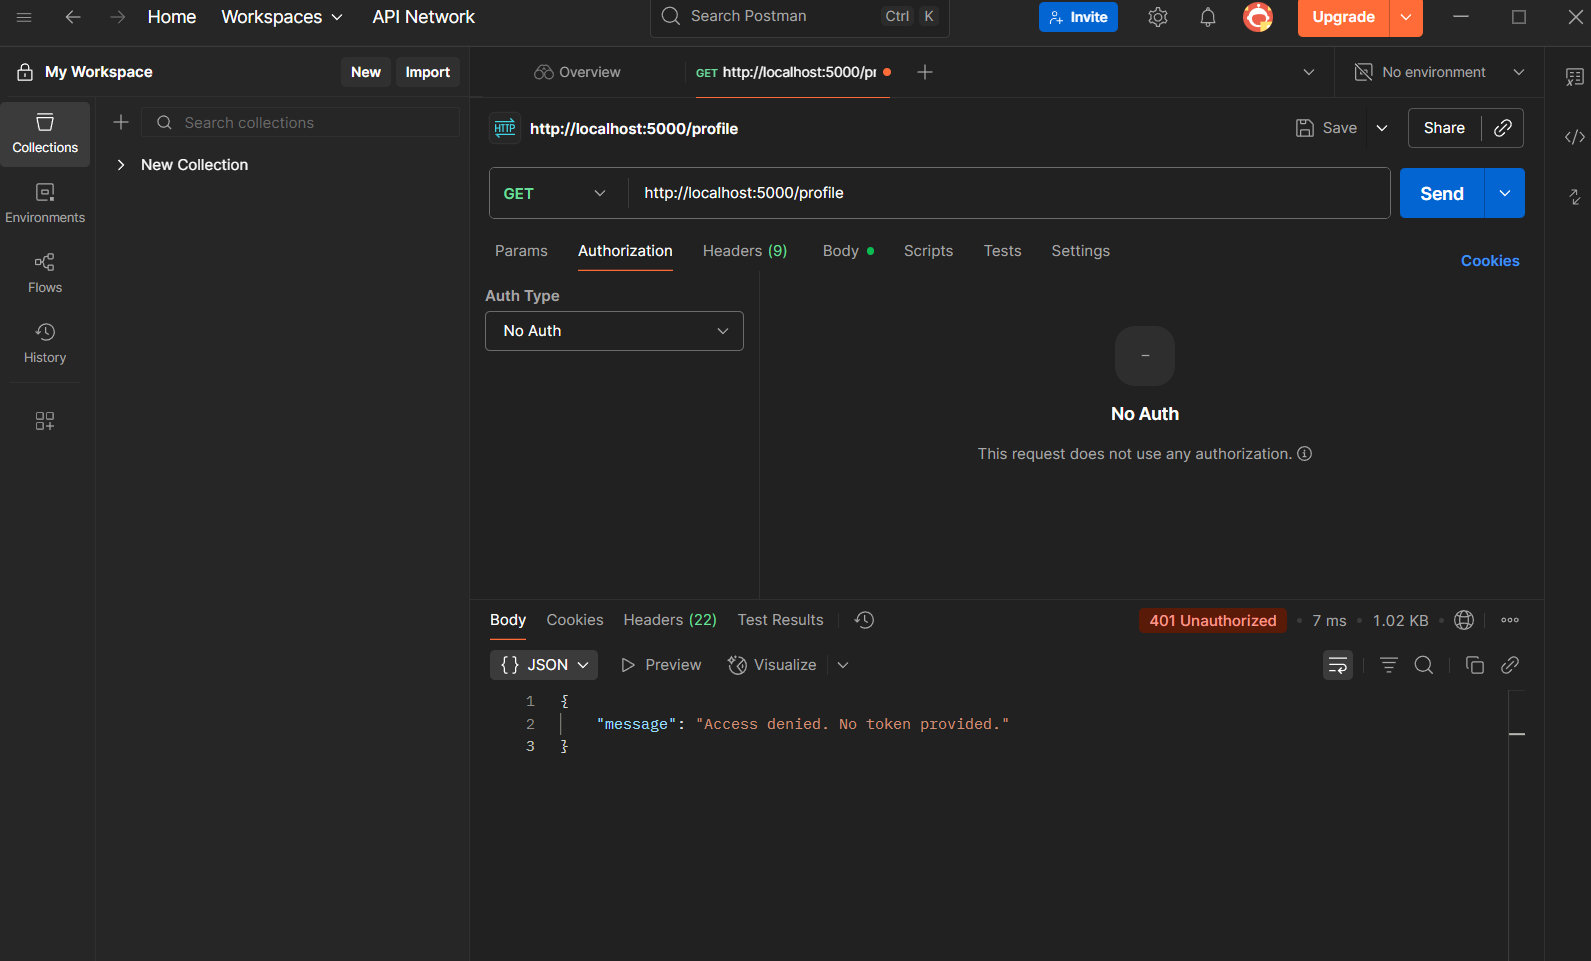 Home Workspaces API Network Search Postman Ctrl K Invite Upgrade
My Workspace New Import Overview GET http://localhost:5000/pr No environment
Collections
Search collections
New Collection
Environments
Flows
History
HTTP http://localhost:5000/profile Save Share
GET http://localhost:5000/profile Send
Params Authorization Headers (9) Body Scripts Tests Settings Cookies
Auth Type
No Auth
No Auth
This request does not use any authorization.
Body Cookies Headers (22) Test Results 401 Unauthorized • 7 ms • 1.02 KB •
{} JSON Preview Visualize
1 {
2 "message": "Access denied. No token provided."
3 }